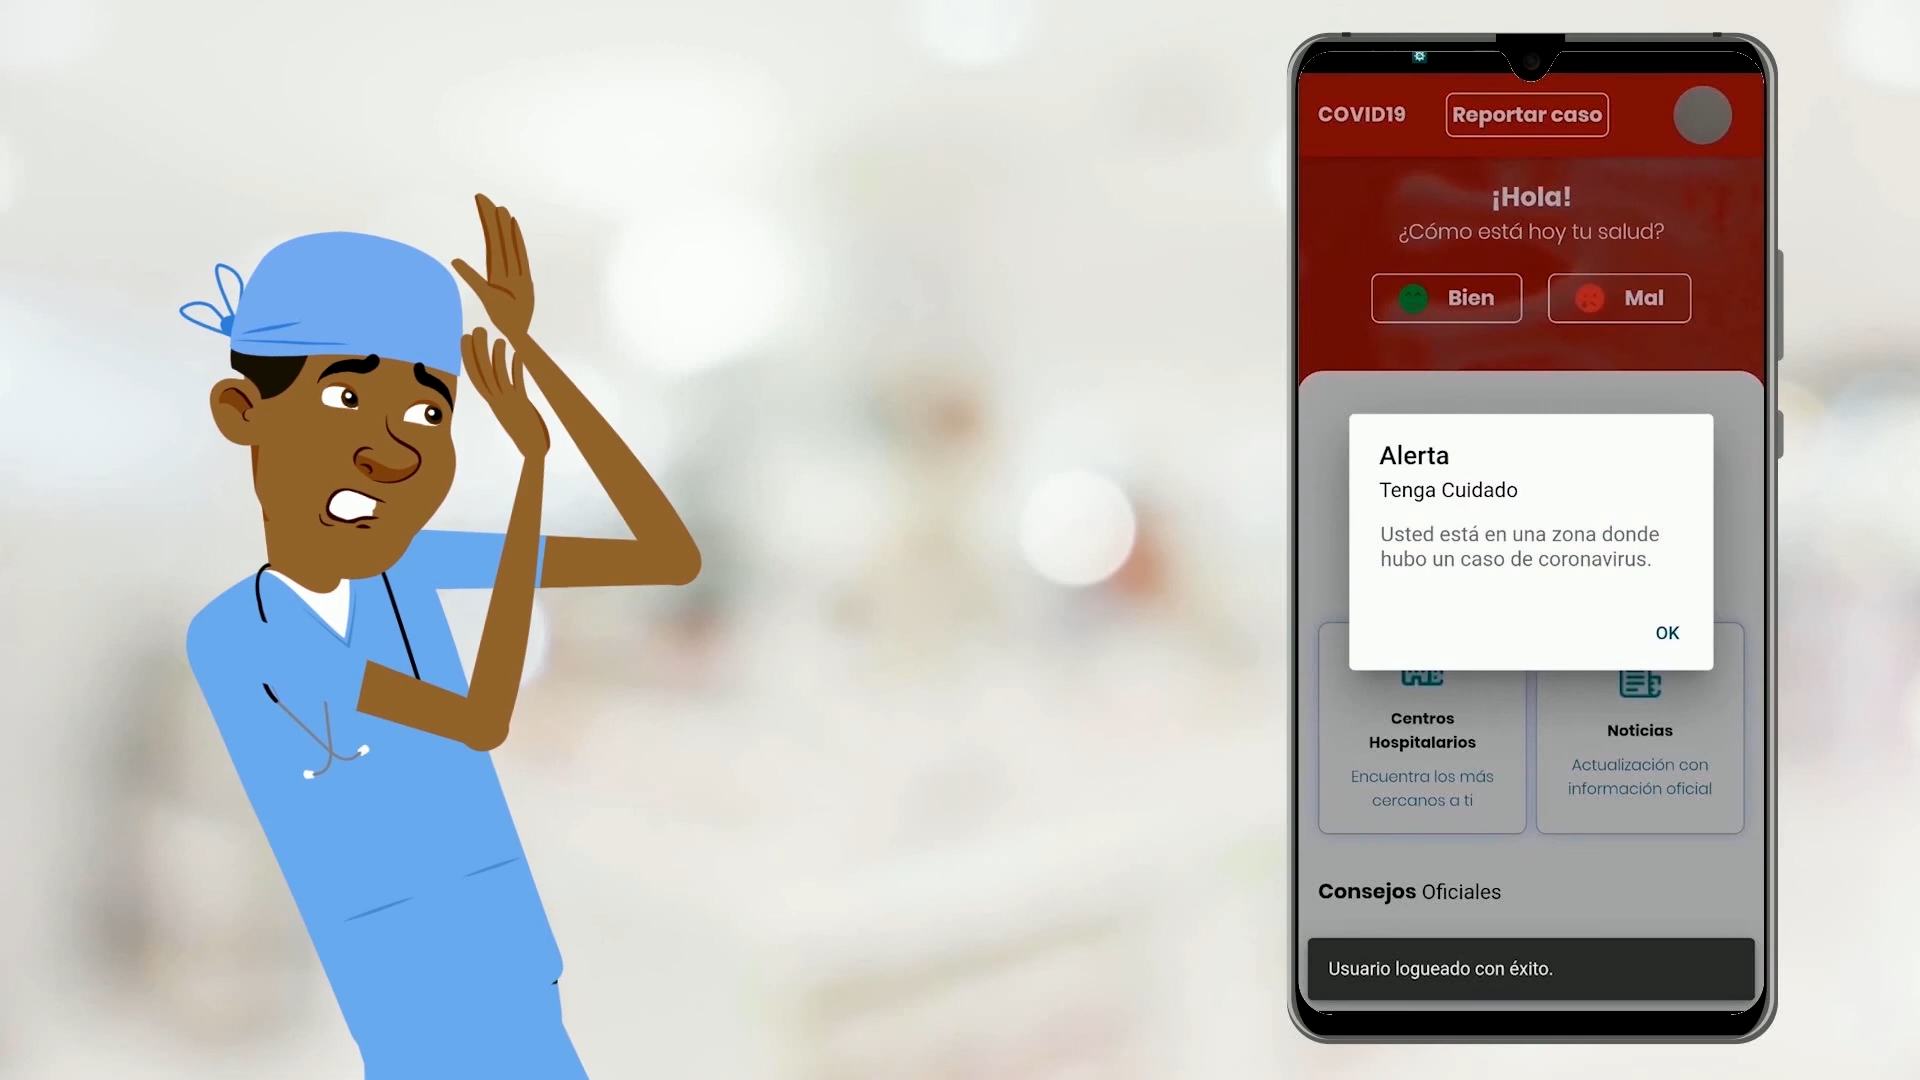 COVID19
Reportar caso
¡Hola!
¿Cómo está hoy tu salud?
Bien
Mal
Alerta
Tenga Cuidado
Usted está en una zona donde
hubo un caso de coronavirus.
OK
Centros
Hospitalarios
Encuentra los más
cercanos a ti
Noticias
Actualización con
información oficial
Consejos Oficiales
Usuario logueado con éxito.